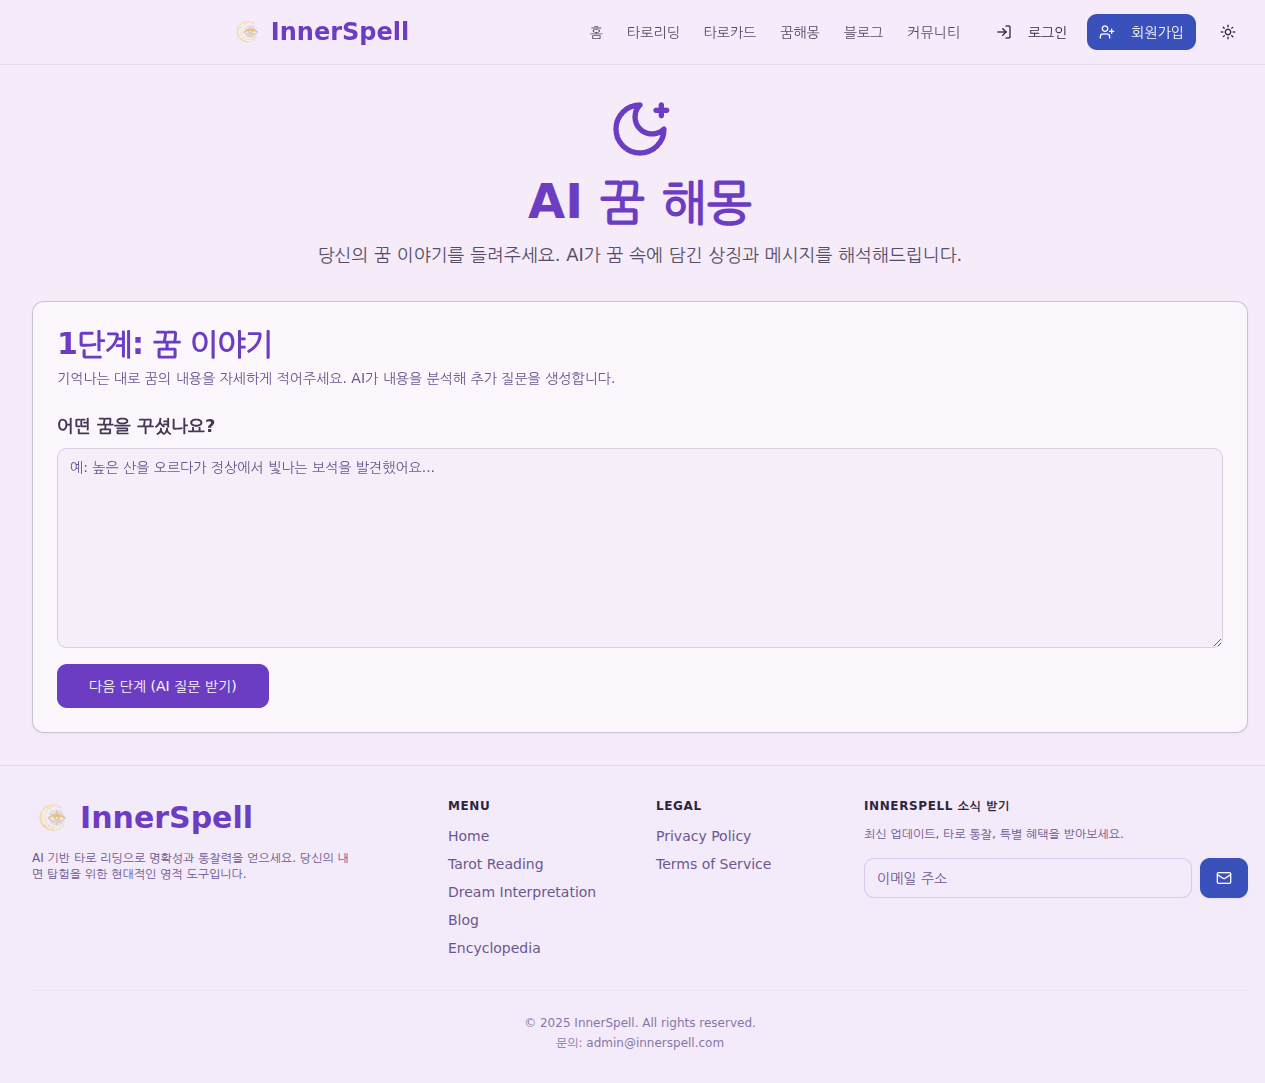 InnerSpell
홈 타로리딩 타로카드 꿈해몽 블로그 커뮤니티 로그인 회원가입
AI 꿈 해몽
당신의 꿈 이야기를 들려주세요. AI가 꿈 속에 담긴 상징과 메시지를 해석해드립니다.
1단계: 꿈 이야기
기억나는 대로 꿈의 내용을 자세하게 적어주세요. AI가 내용을 분석해 추가 질문을 생성합니다.
어떤 꿈을 꾸셨나요?
예: 높은 산을 오르다가 정상에서 빛나는 보석을 발견했어요...
다음 단계 (AI 질문 받기)
InnerSpell
AI 기반 타로 리딩으로 명확성과 통찰력을 얻으세요. 당신의 내
면 탐험을 위한 현대적인 영적 도구입니다.
MENU
Home
Tarot Reading
Dream Interpretation
Blog
Encyclopedia
LEGAL
Privacy Policy
Terms of Service
INNERSPELL 소식 받기
최신 업데이트, 타로 통찰, 특별 혜택을 받아보세요.
이메일 주소
© 2025 InnerSpell. All rights reserved.
문의: admin@innerspell.com